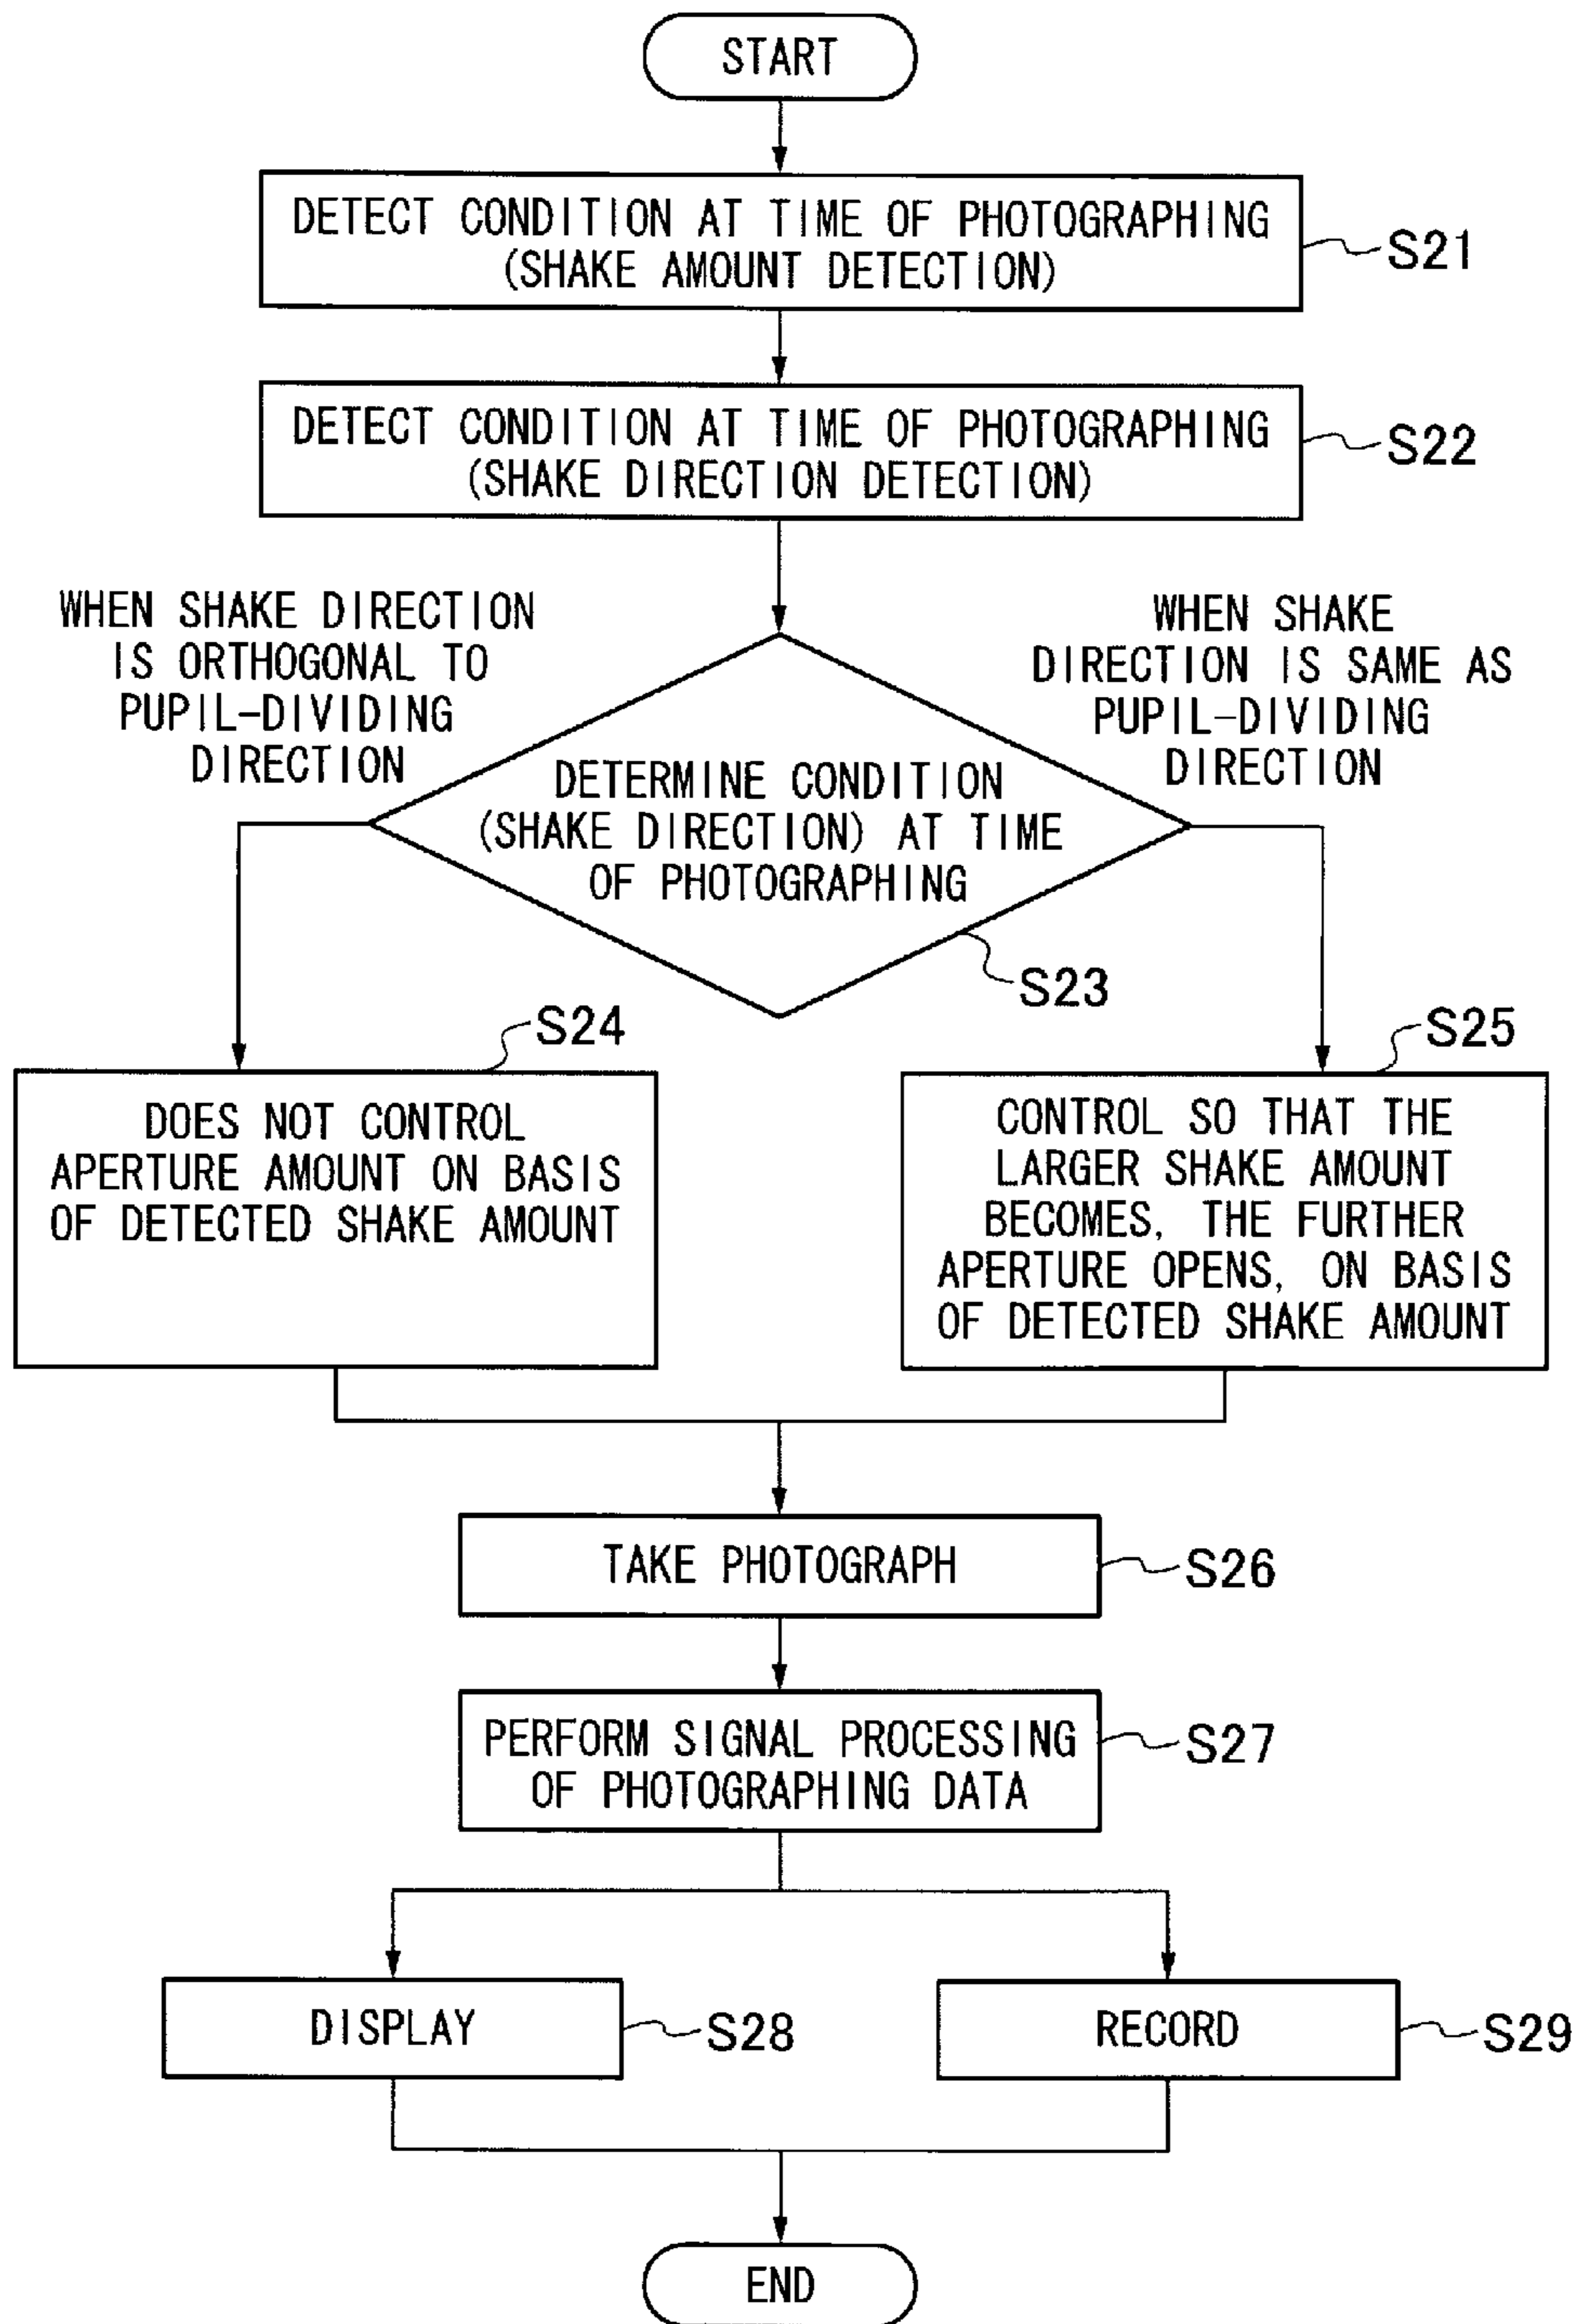 START
DETECT CONDITION AT TIME OF PHOTOGRAPHING
(SHAKE AMOUNT DETECTION)
S21
DETECT CONDITION AT TIME OF PHOTOGRAPHING
(SHAKE DIRECTION DETECTION)
S22
WHEN SHAKE DIRECTION
IS ORTHOGONAL TO
PUPIL-DIVIDING
DIRECTION
WHEN SHAKE
DIRECTION IS SAME AS
PUPIL-DIVIDING
DIRECTION
DETERMINE CONDITION
(SHAKE DIRECTION) AT TIME
OF PHOTOGRAPHING
S23
S24
DOES NOT CONTROL
APERTURE AMOUNT ON BASIS
OF DETECTED SHAKE AMOUNT
S25
CONTROL SO THAT THE
LARGER SHAKE AMOUNT
BECOMES, THE FURTHER
APERTURE OPENS, ON BASIS
OF DETECTED SHAKE AMOUNT
TAKE PHOTOGRAPH
S26
PERFORM SIGNAL PROCESSING
OF PHOTOGRAPHING DATA
S27
DISPLAY
S28
RECORD
S29
END